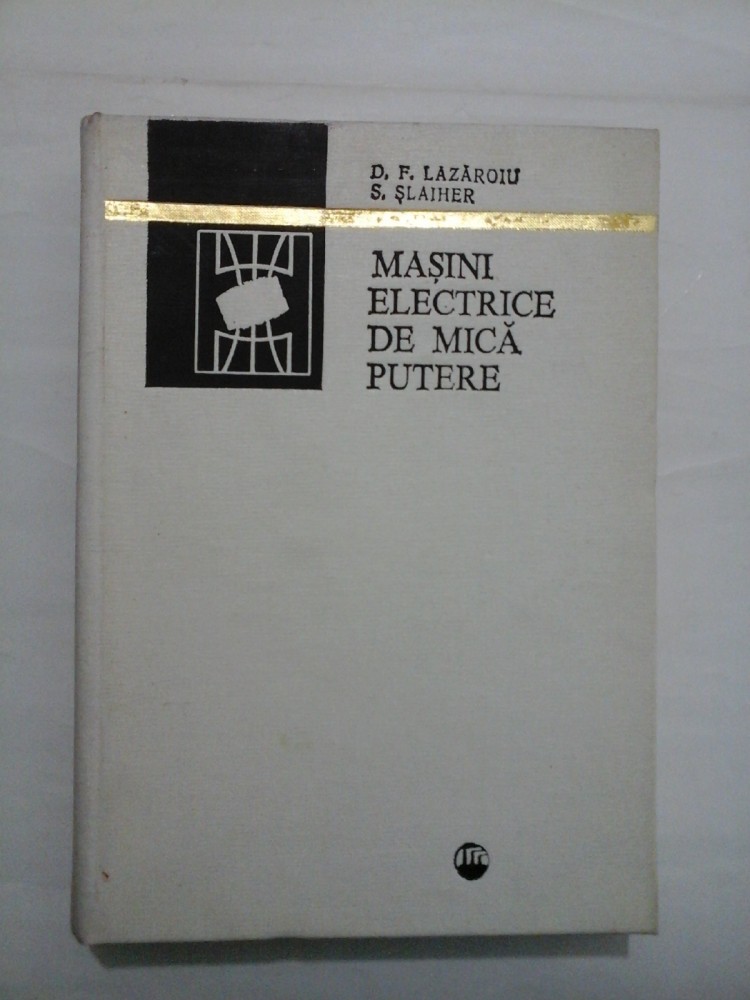 D. F. LAZĂROIU
S. ŞLAIHER
MAŞINI
ELECTRICE
DE MICĂ
PUTERE